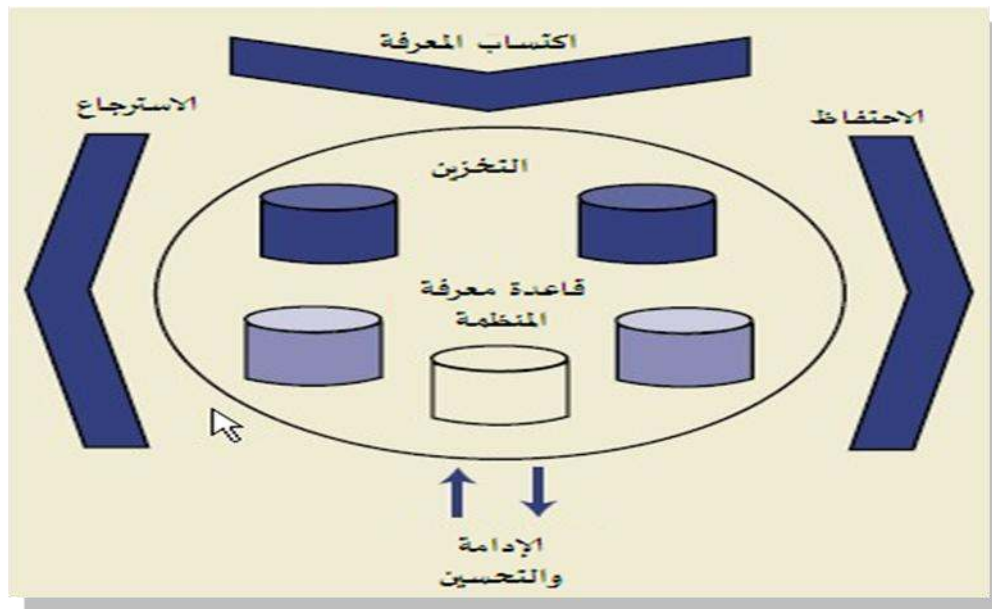 اكتساب المعرفة
الاحتفاظ
الاسترجاع
التخزين
قاعدة معرفة
المنظمة
الإدامة
والتحسين